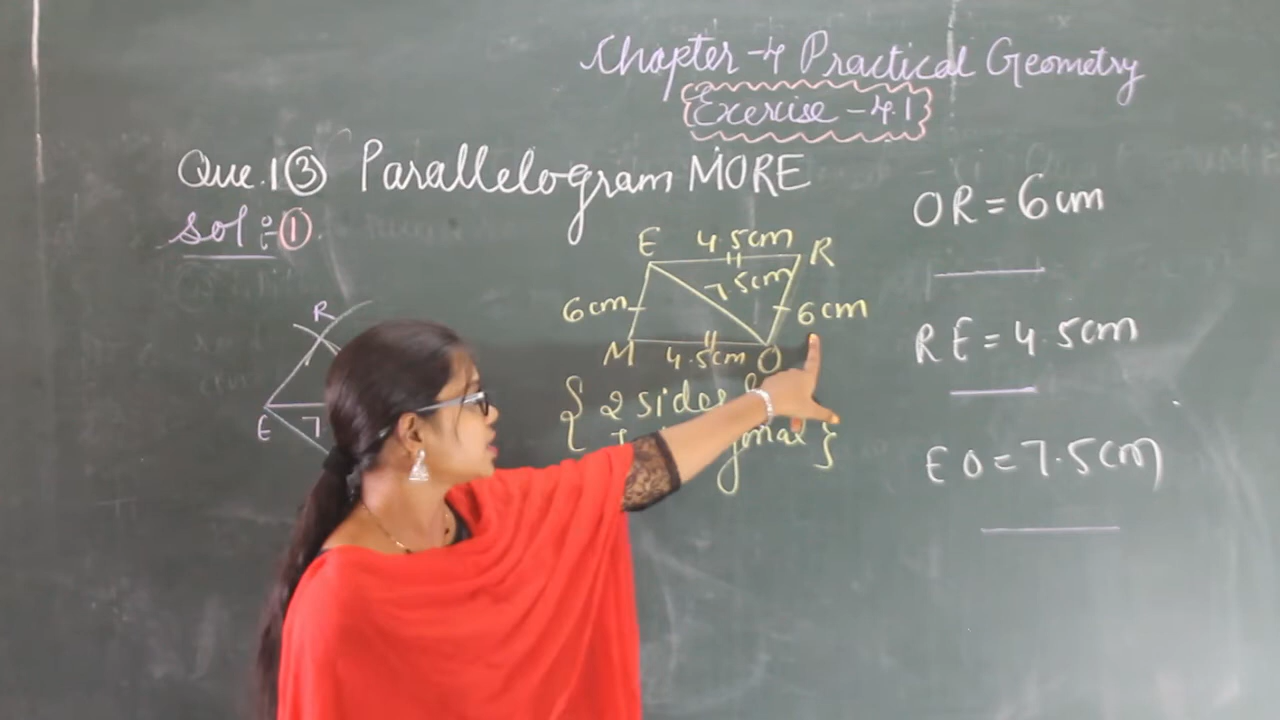 Chapter -4 Practical Geometry
Exercise - 4.1
Que.1 ③ Parallelogram MORE
Sol :- ①.
OR = 6cm
E 4.5cm R
7.5cm
6cm 6cm
M 4.5cm O
RE = 4.5cm
{ 2 sides
}
R
E 7
EO = 7.5cm